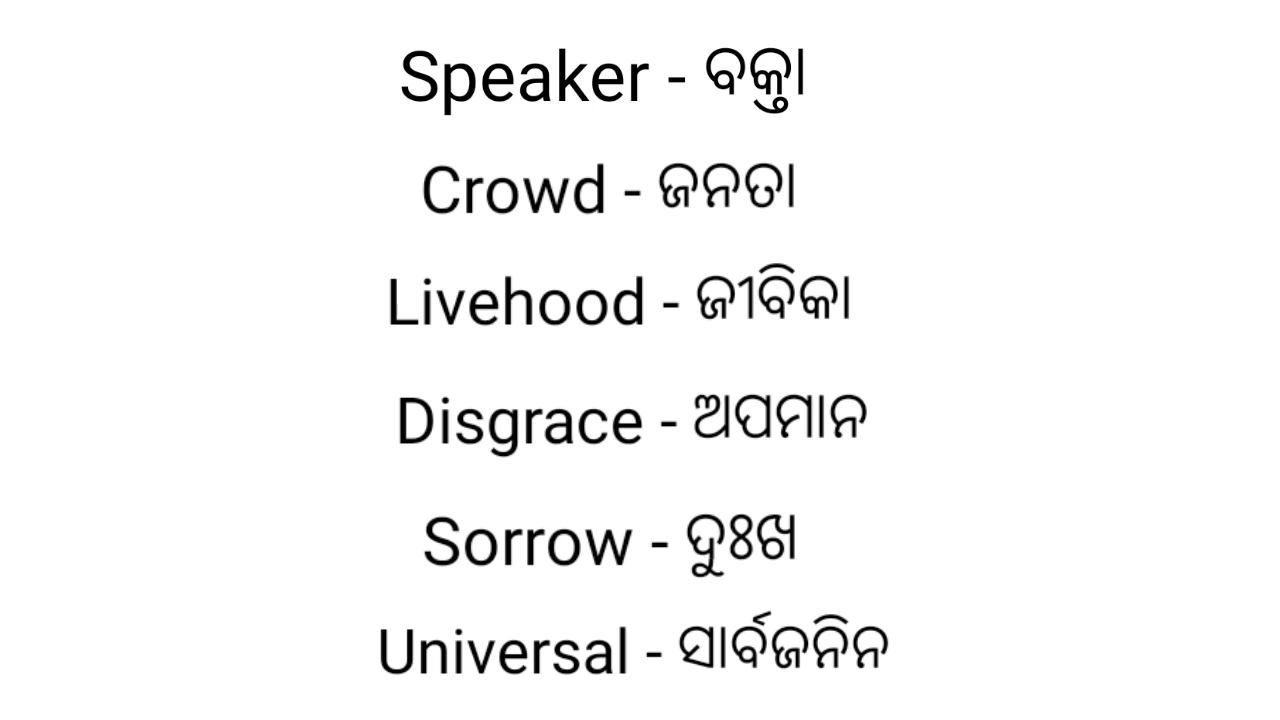 Speaker - ବକ୍ତା
Crowd - ଜନତା
Livehood - ଜୀବିକା
Disgrace - ଅପମାନ
Sorrow - ଦୁଃଖ
Universal - ସାର୍ବଜନିନ